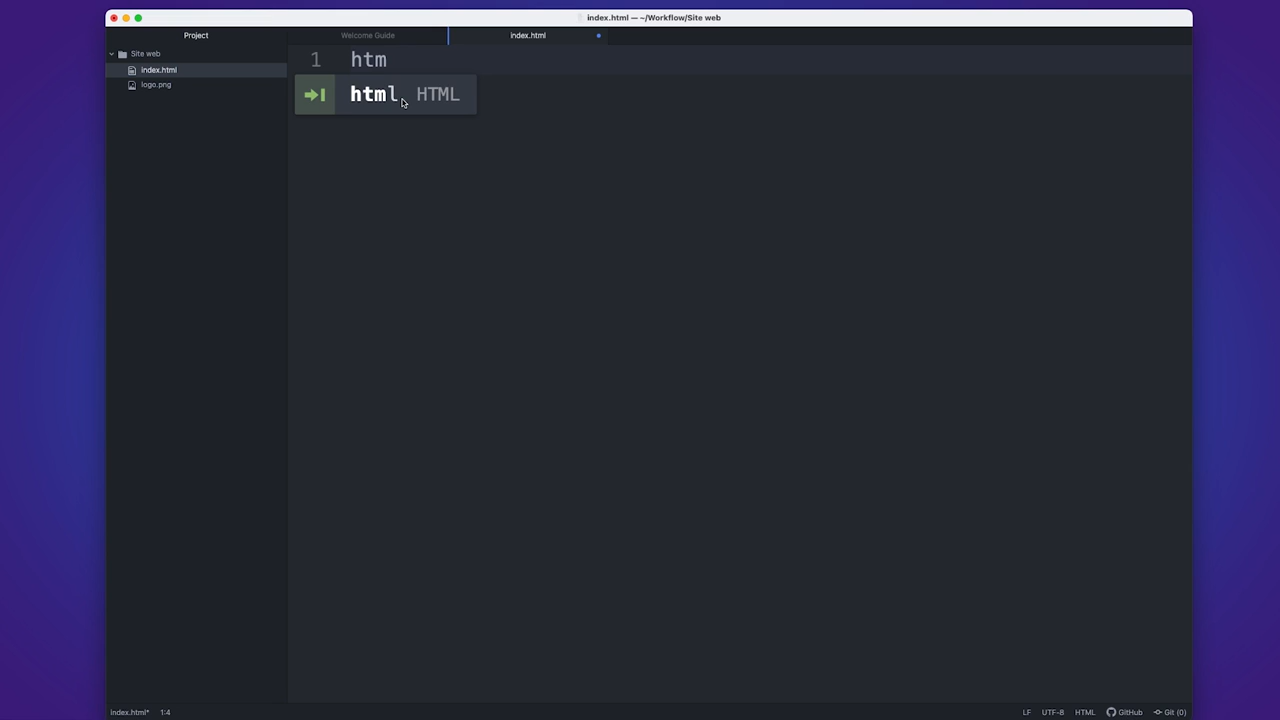 index.html — ~/Workflow/Site web
Project
Welcome Guide
index.html
Site web
index.html
logo.png
1 htm
html HTML
index.html* 1:4 LF UTF-8 HTML GitHub Git (0)